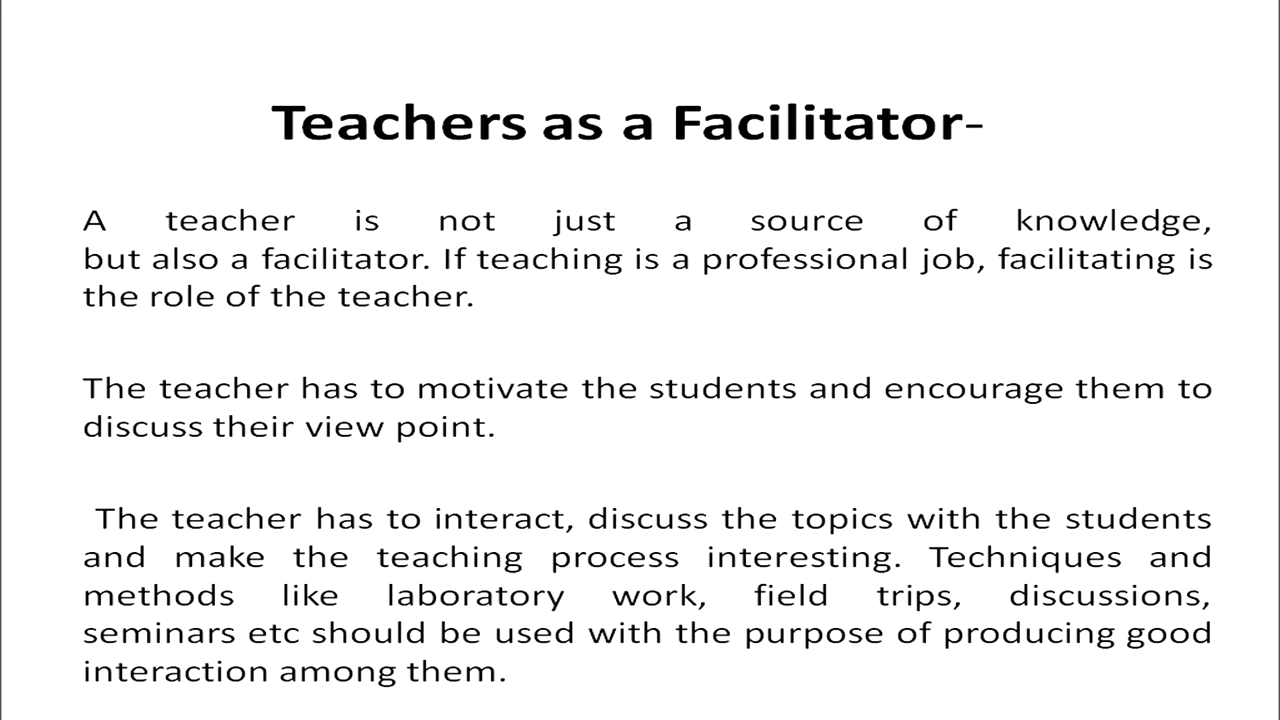 Teachers as a Facilitator-
A teacher is not just a source of knowledge,
but also a facilitator. If teaching is a professional job, facilitating is
the role of the teacher.
The teacher has to motivate the students and encourage them to
discuss their view point.
The teacher has to interact, discuss the topics with the students
and make the teaching process interesting. Techniques and
methods like laboratory work, field trips, discussions,
seminars etc should be used with the purpose of producing good
interaction among them.